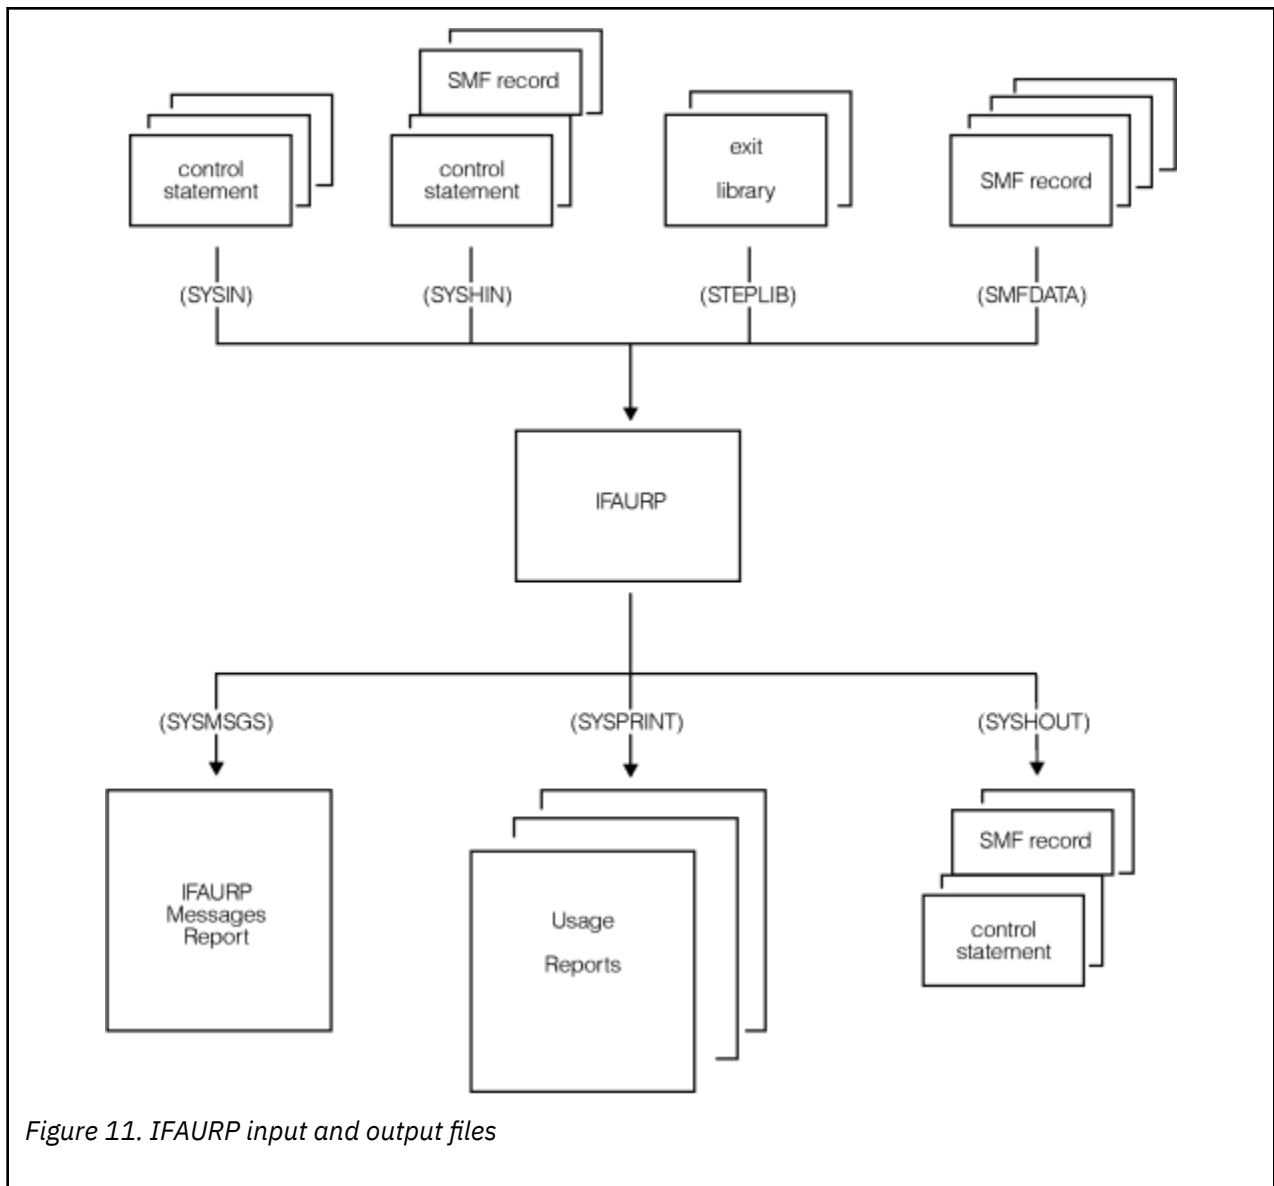 SMF record
control
statement
control
statement
exit
library
SMF record
(SYSIN)
(SYSHIN)
(STEPLIB)
(SMFDATA)
IFAURP
(SYSMSGS)
(SYSPRINT)
(SYSHOUT)
IFAURP
Messages
Report
Usage
Reports
SMF record
control
statement
Figure 11. IFAURP input and output files